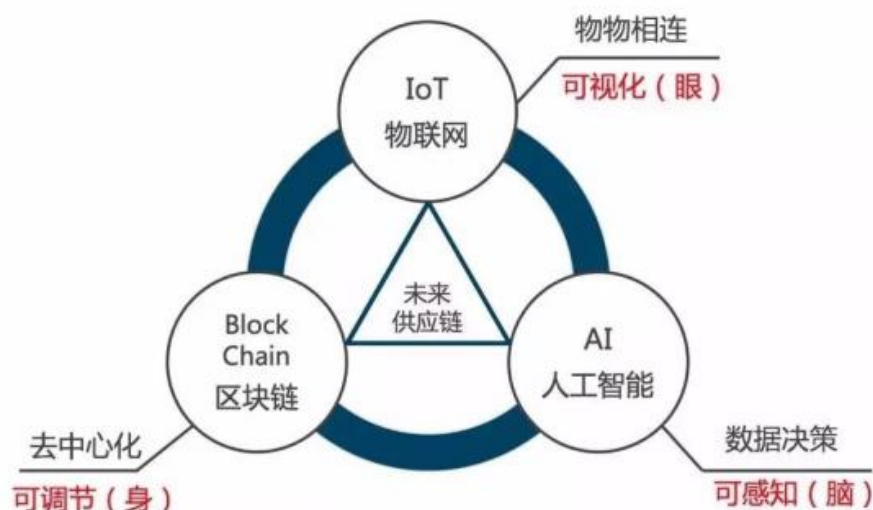 物物相连
可视化（眼）
IoT
物联网
未来
供应链
Block
Chain
区块链
AI
人工智能
去中心化
可调节（身）
数据决策
可感知（脑）